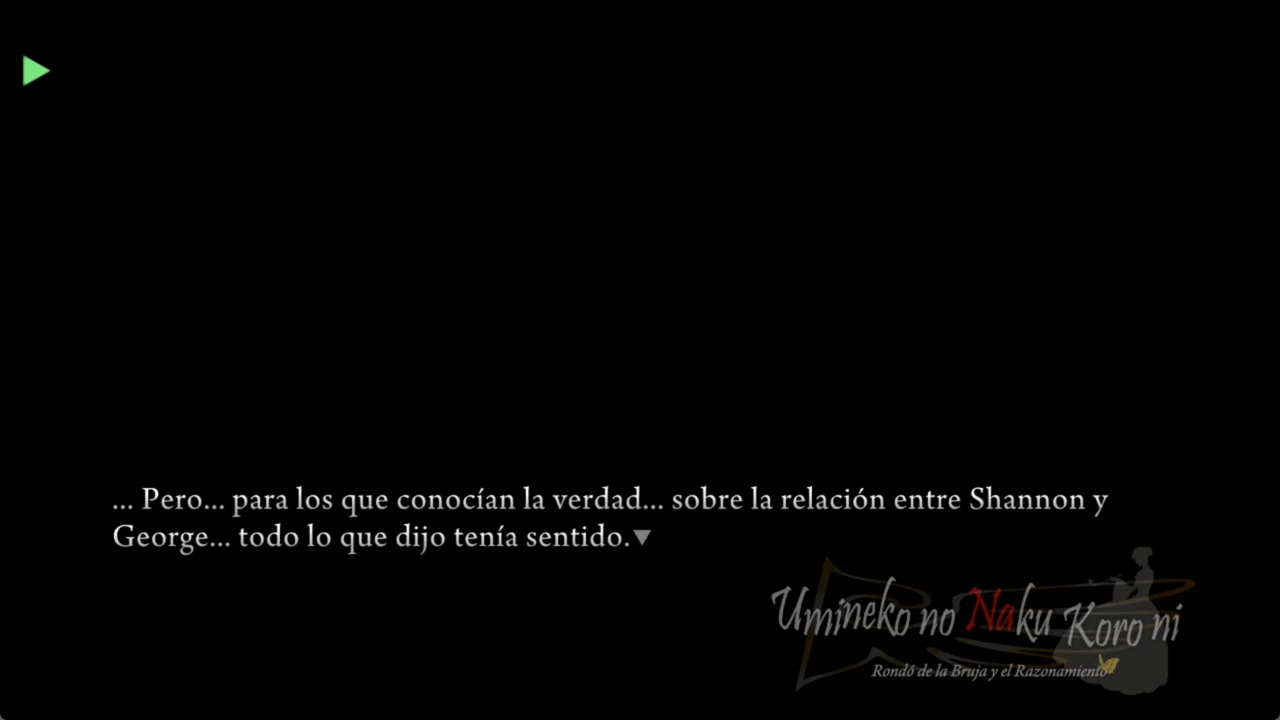 ... Pero... para los que conocían la verdad... sobre la relación entre Shannon y
George... todo lo que dijo tenía sentido.
Umineko no Naku Koro ni
Rondó de la Bruja y el Razonamiento